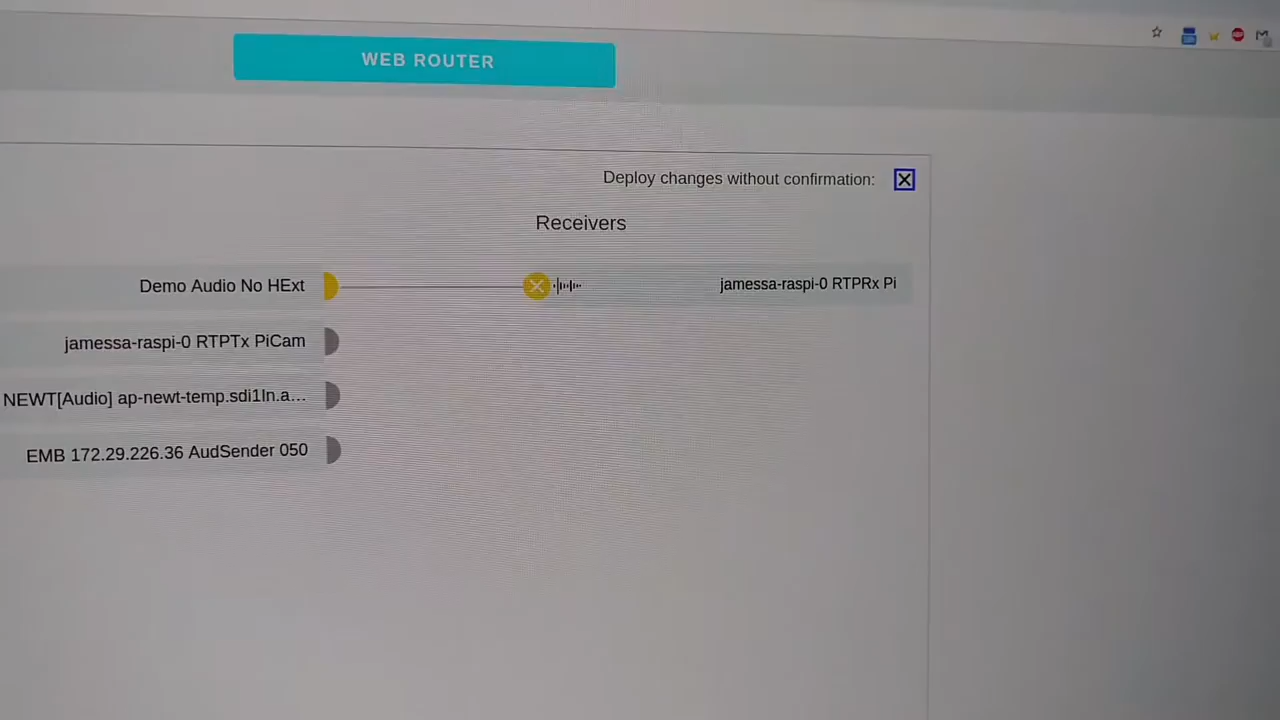 WEB ROUTER
Deploy changes without confirmation:
Receivers
Demo Audio No HExt
jamessa-raspi-0 RTPRx Pi
jamessa-raspi-0 RTPTx PiCam
NEWT[Audio] ap-newt-temp.sdi1In.a...
EMB 172.29.226.36 AudSender 050